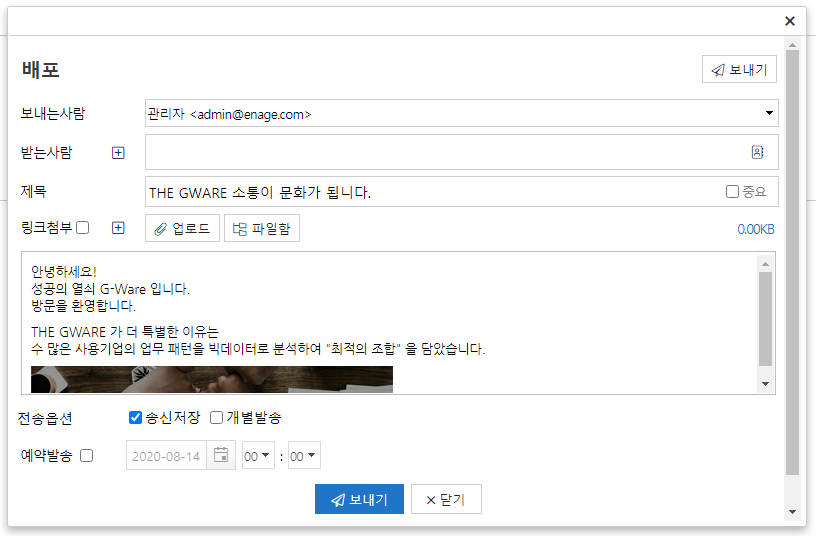 배포
보내기
보내는사람 관리자 <admin@enage.com>
받는사람
제목 THE GWARE 소통이 문화가 됩니다. 중요
링크첨부 업로드 파일함 0.00KB
안녕하세요!
성공의 열쇠 G-Ware 입니다.
방문을 환영합니다.
THE GWARE 가 더 특별한 이유는
수 많은 사용기업의 업무 패턴을 빅데이터로 분석하여 "최적의 조합" 을 담았습니다.
전송옵션 송신저장 개별발송
예약발송 2020-08-14 00 : 00
보내기 닫기